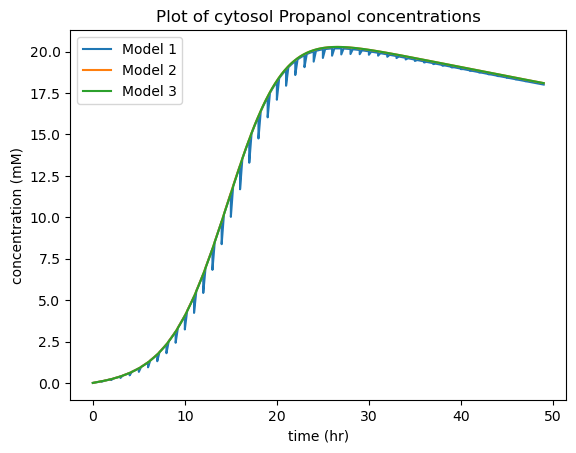 Plot of cytosol Propanol concentrations
Model 1
Model 2
Model 3
concentration (mM)
20.0
17.5
15.0
12.5
10.0
7.5
5.0
2.5
0.0
0 10 20 30 40 50
time (hr)